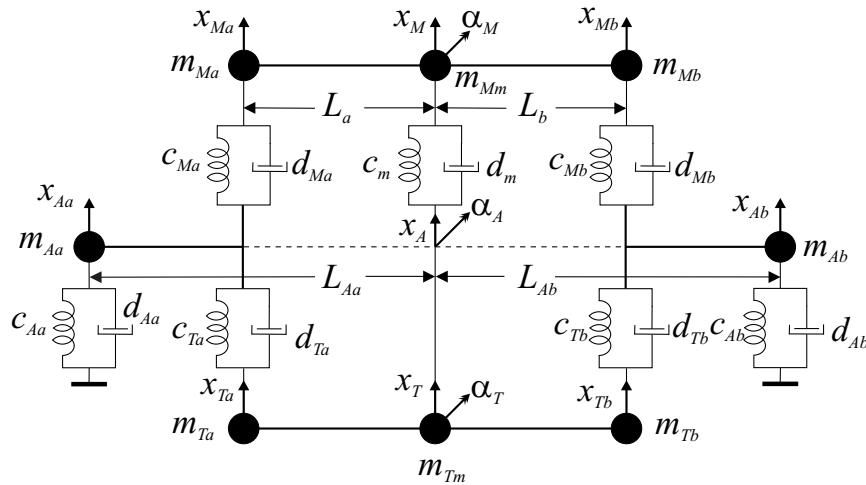 x_Ma x_M α_M x_Mb
m_Ma m_Mm m_Mb
L_a L_b
c_Ma d_Ma c_m d_m c_Mb d_Mb
x_Aa x_A α_A x_Ab
m_Aa m_Ab
L_Aa L_Ab
c_Aa d_Aa c_Ta d_Ta c_Tb d_Tb c_Ab d_Ab
x_Ta x_T α_T x_Tb
m_Ta m_Tb
m_Tm